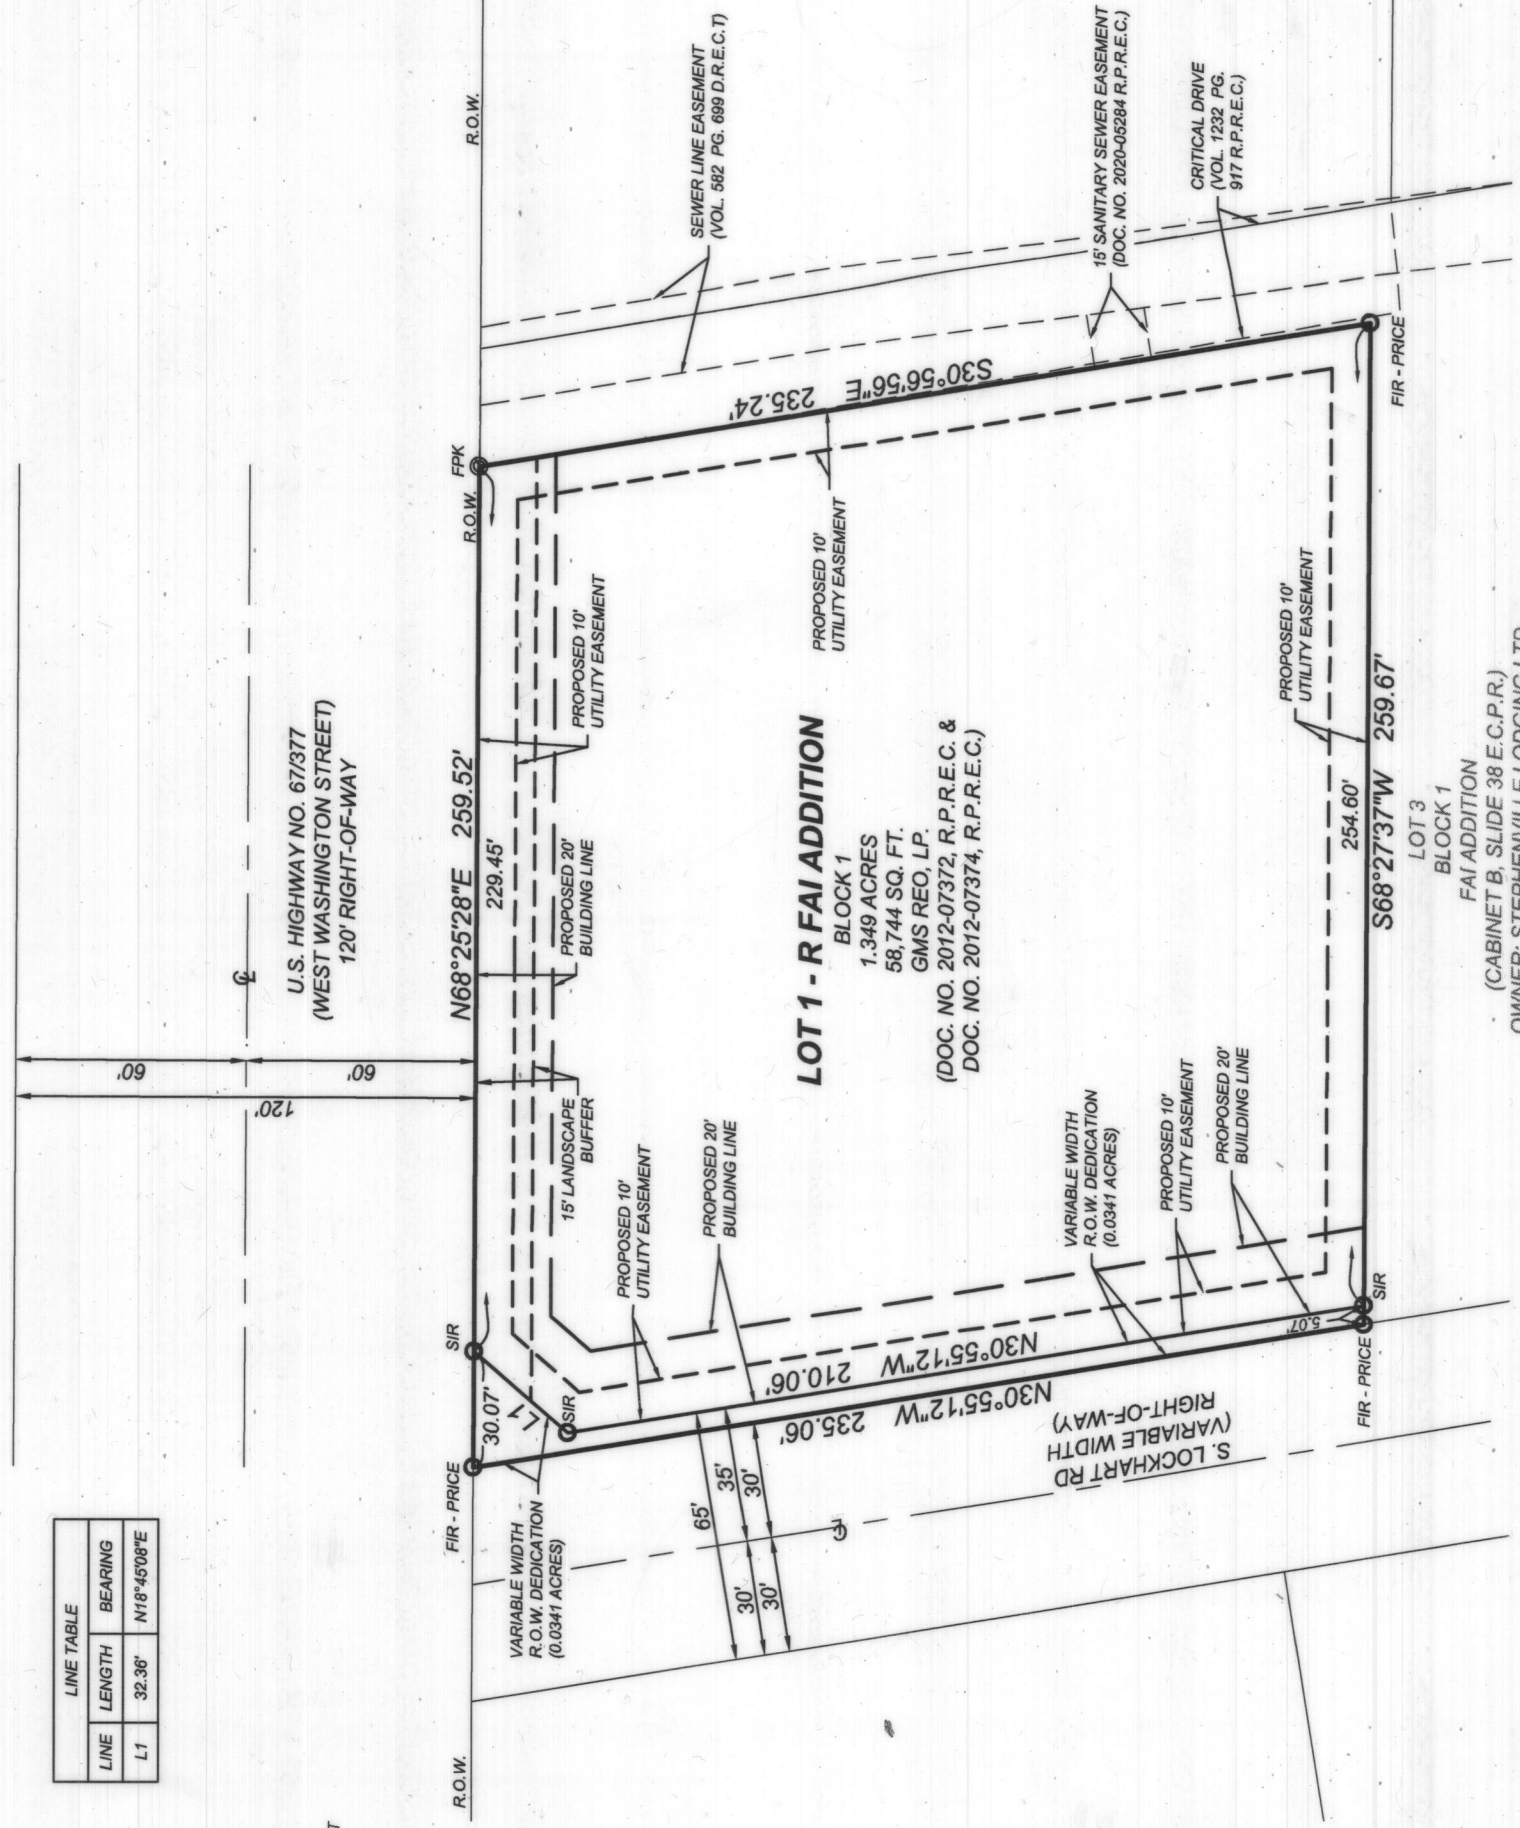 LINE TABLE
LINE LENGTH BEARING
L1 32.36' N18°45'08"E
60'
60'
120'
U.S. HIGHWAY NO. 67/377
(WEST WASHINGTON STREET)
120' RIGHT-OF-WAY
R.O.W.
FIR - PRICE
30.07'
SIR
N68°25'28"E 259.52'
229.45'
R.O.W.
FPK
R.O.W.
L1
SIR
VARIABLE WIDTH
R.O.W. DEDICATION
(0.0341 ACRES)
15' LANDSCAPE
BUFFER
PROPOSED 20'
BUILDING LINE
PROPOSED 10'
UTILITY EASEMENT
SEWER LINE EASEMENT
(VOL. 582 PG. 699 D.R.E.C.T)
PROPOSED 10'
UTILITY EASEMENT
PROPOSED 20'
BUILDING LINE
65'
35'
30'
30'
30'
235.06' N30°55'12"W
210.06' N30°55'12"W
S. LOCKHART RD
(VARIABLE WIDTH
RIGHT-OF-WAY)
LOT 1 - R FAI ADDITION
BLOCK 1
1.349 ACRES
58,744 SQ. FT.
GMS REO, LP.
(DOC. NO. 2012-07372, R.P.R.E.C. &
DOC. NO. 2012-07374, R.P.R.E.C.)
PROPOSED 10'
UTILITY EASEMENT
235.24' S30°56'56"E
15' SANITARY SEWER EASEMENT
(DOC. NO. 2020-05284 R.P.R.E.C.)
CRITICAL DRIVE
(VOL. 1232 PG.
917 R.P.R.E.C.)
VARIABLE WIDTH
R.O.W. DEDICATION
(0.0341 ACRES)
PROPOSED 10'
UTILITY EASEMENT
PROPOSED 20'
BUILDING LINE
PROPOSED 10'
UTILITY EASEMENT
FIR - PRICE
5.07'
SIR
254.60'
S68°27'37"W 259.67'
FIR - PRICE
LOT 3
BLOCK 1
FAI ADDITION
(CABINET B, SLIDE 38 E.C.P.R.)
OWNER: STEPHENVILLE LODGING LTD